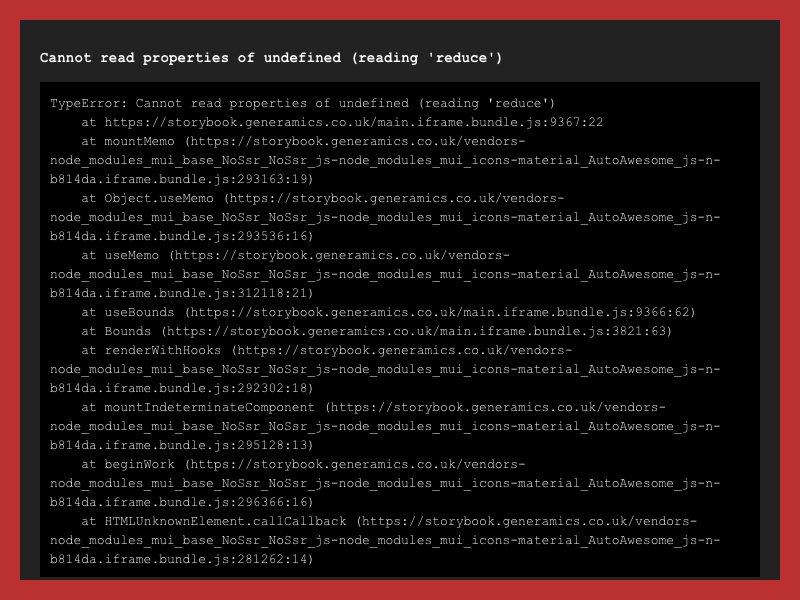 Cannot read properties of undefined (reading 'reduce')
TypeError: Cannot read properties of undefined (reading 'reduce')
at https://storybook.generamics.co.uk/main.iframe.bundle.js:9367:22
at mountMemo (https://storybook.generamics.co.uk/vendors-
node_modules_mui_base_NoSsr_NoSsr_js-node_modules_mui_icons-material_AutoAwesome_js-n-
b814da.iframe.bundle.js:293163:19)
at Object.useMemo (https://storybook.generamics.co.uk/vendors-
node_modules_mui_base_NoSsr_NoSsr_js-node_modules_mui_icons-material_AutoAwesome_js-n-
b814da.iframe.bundle.js:293536:16)
at useMemo (https://storybook.generamics.co.uk/vendors-
node_modules_mui_base_NoSsr_NoSsr_js-node_modules_mui_icons-material_AutoAwesome_js-n-
b814da.iframe.bundle.js:312118:21)
at useBounds (https://storybook.generamics.co.uk/main.iframe.bundle.js:9366:62)
at Bounds (https://storybook.generamics.co.uk/main.iframe.bundle.js:3821:63)
at renderWithHooks (https://storybook.generamics.co.uk/vendors-
node_modules_mui_base_NoSsr_NoSsr_js-node_modules_mui_icons-material_AutoAwesome_js-n-
b814da.iframe.bundle.js:292302:18)
at mountIndeterminateComponent (https://storybook.generamics.co.uk/vendors-
node_modules_mui_base_NoSsr_NoSsr_js-node_modules_mui_icons-material_AutoAwesome_js-n-
b814da.iframe.bundle.js:295128:13)
at beginWork (https://storybook.generamics.co.uk/vendors-
node_modules_mui_base_NoSsr_NoSsr_js-node_modules_mui_icons-material_AutoAwesome_js-n-
b814da.iframe.bundle.js:296366:16)
at HTMLUnknownElement.callCallback (https://storybook.generamics.co.uk/vendors-
node_modules_mui_base_NoSsr_NoSsr_js-node_modules_mui_icons-material_AutoAwesome_js-n-
b814da.iframe.bundle.js:281262:14)